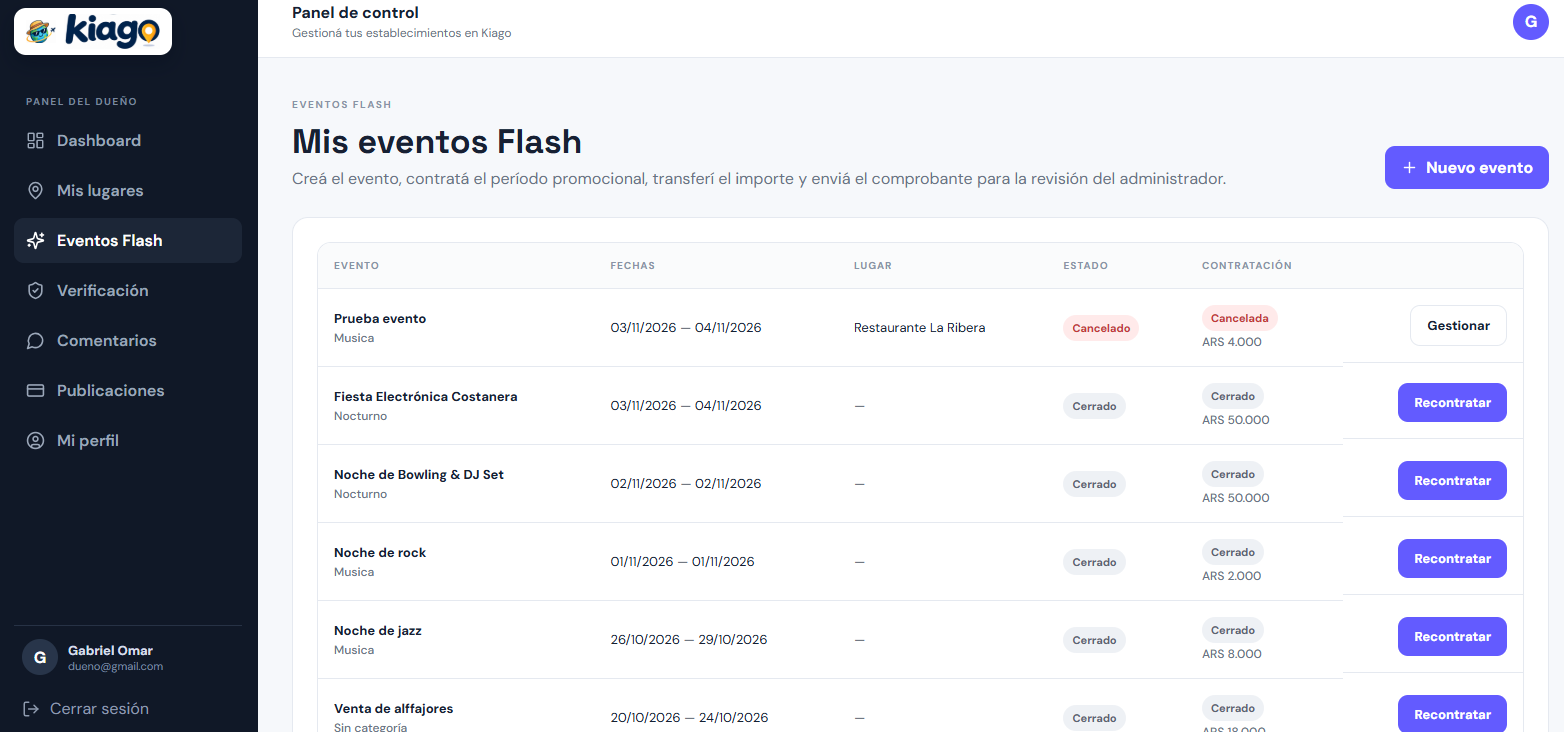 kiago
Panel de control
Gestioná tus establecimientos en Kiago
G
PANEL DEL DUEÑO
Dashboard
Mis lugares
Eventos Flash
Verificación
Comentarios
Publicaciones
Mi perfil
G
Gabriel Omar
dueno@gmail.com
Cerrar sesión
EVENTOS FLASH
Mis eventos Flash
Creá el evento, contratá el período promocional, transferí el importe y enviá el comprobante para la revisión del administrador.
+ Nuevo evento
EVENTO FECHAS LUGAR ESTADO CONTRATACIÓN
Prueba evento
Musica
03/11/2026 — 04/11/2026
Restaurante La Ribera
Cancelado
Cancelada
ARS 4.000
Gestionar
Fiesta Electrónica Costanera
Nocturno
03/11/2026 — 04/11/2026
—
Cerrado
Cerrado
ARS 50.000
Recontratar
Noche de Bowling & DJ Set
Nocturno
02/11/2026 — 02/11/2026
—
Cerrado
Cerrado
ARS 50.000
Recontratar
Noche de rock
Musica
01/11/2026 — 01/11/2026
—
Cerrado
Cerrado
ARS 2.000
Recontratar
Noche de jazz
Musica
26/10/2026 — 29/10/2026
—
Cerrado
Cerrado
ARS 8.000
Recontratar
Venta de alffajores
Sin categoría
20/10/2026 — 24/10/2026
—
Cerrado
Cerrado
ARS 18.000
Recontratar